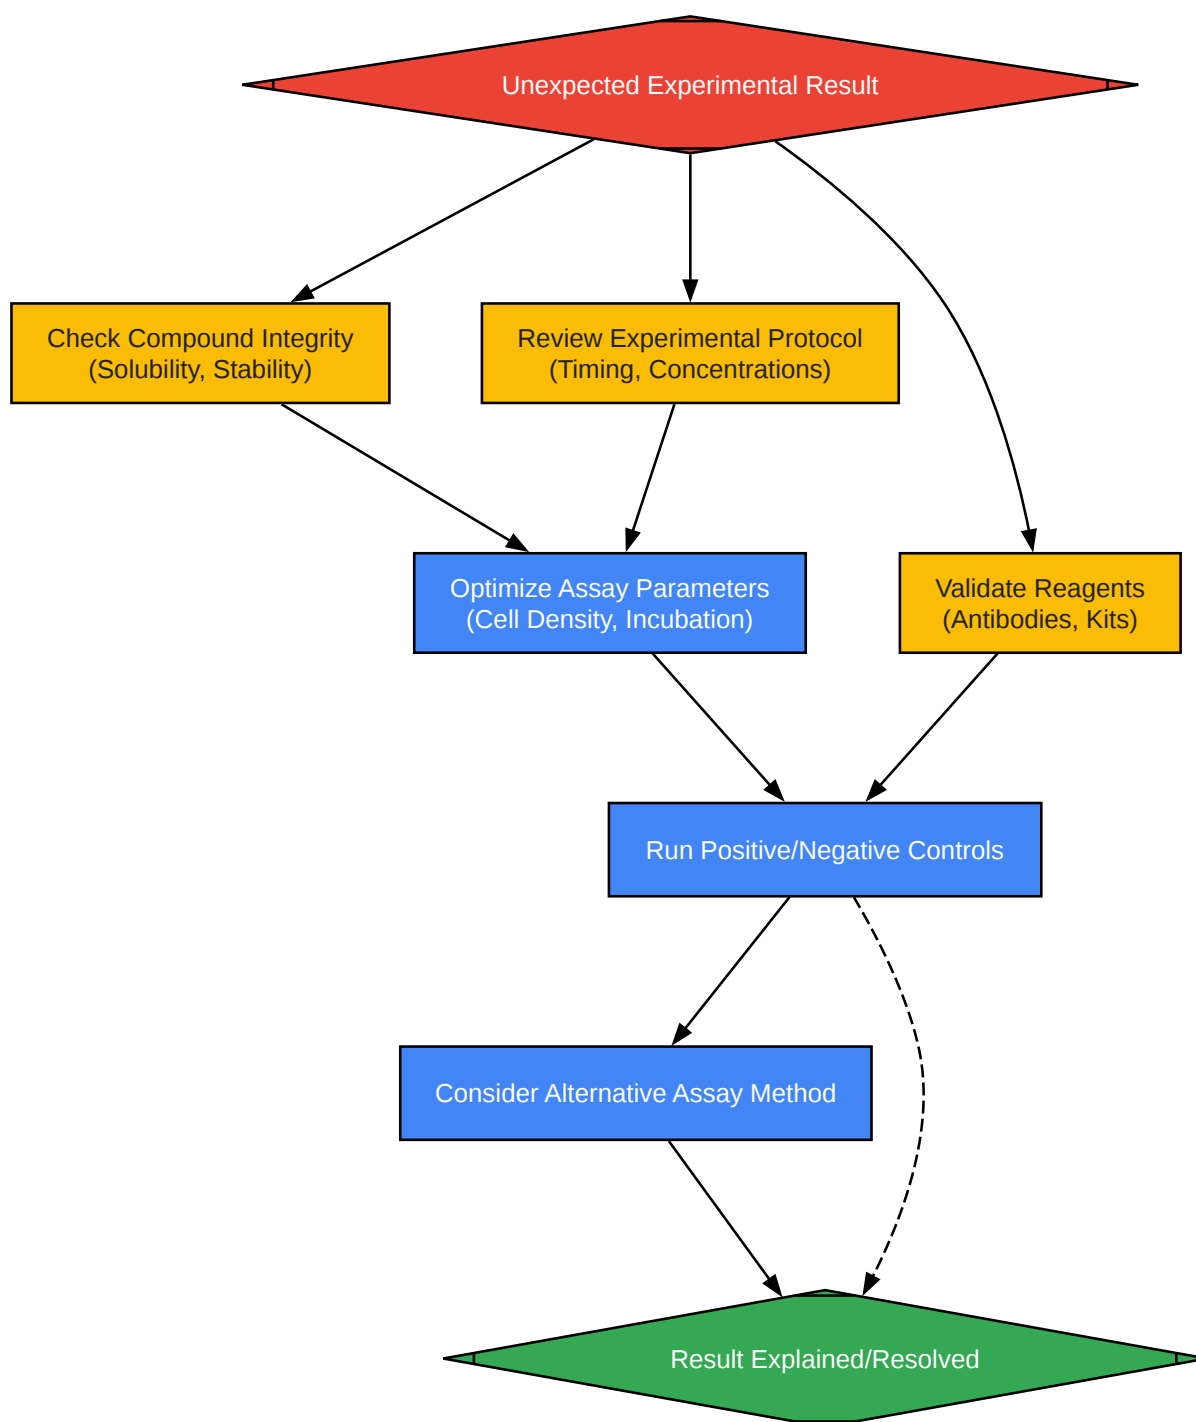 Unexpected Experimental Result
Check Compound Integrity
(Solubility, Stability)
Review Experimental Protocol
(Timing, Concentrations)
Optimize Assay Parameters
(Cell Density, Incubation)
Validate Reagents
(Antibodies, Kits)
Run Positive/Negative Controls
Consider Alternative Assay Method
Result Explained/Resolved